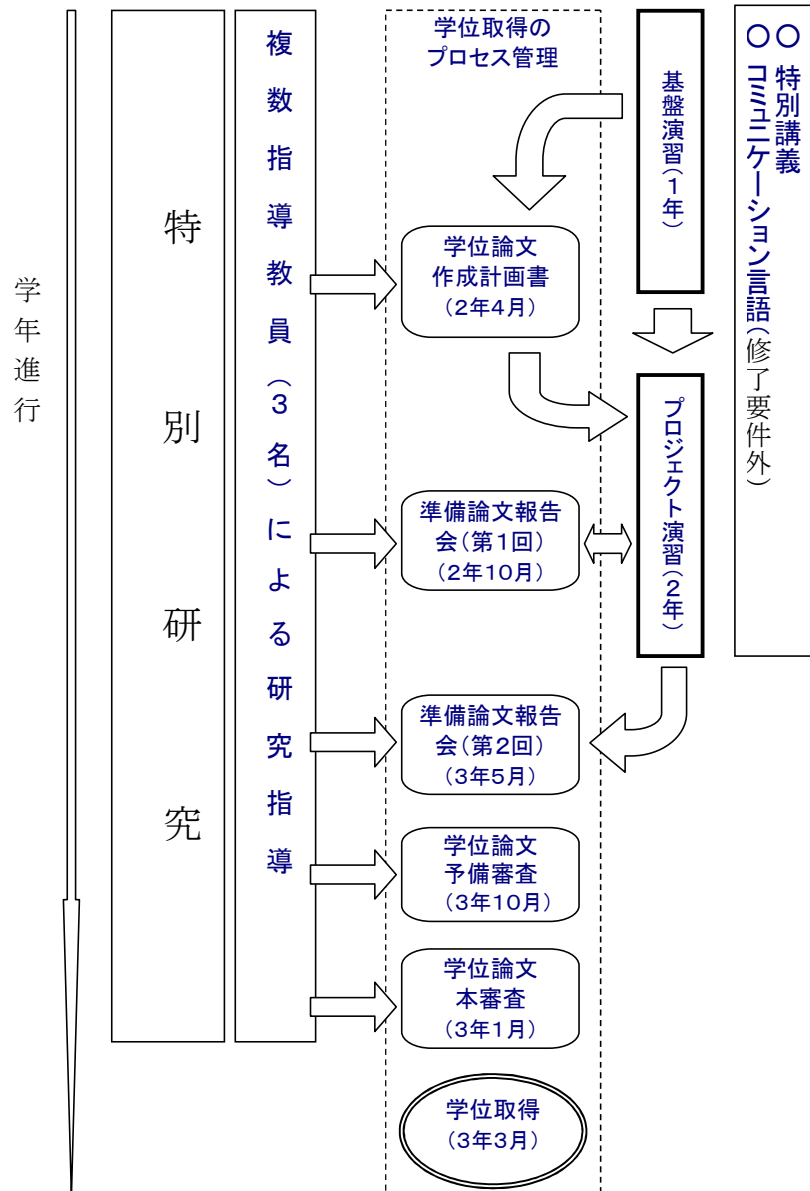 学年進行
特別研究
複数指導教員(3名)による研究指導
学位取得の
プロセス管理
学位論文
作成計画書
(2年4月)
準備論文報告
会(第1回)
(2年10月)
準備論文報告
会(第2回)
(3年5月)
学位論文
予備審査
(3年10月)
学位論文
本審査
(3年1月)
学位取得
(3年3月)
基盤演習(1年)
プロジェクト演習(2年)
○ 特別講義
○ コミュニケーション言語(修了要件外)